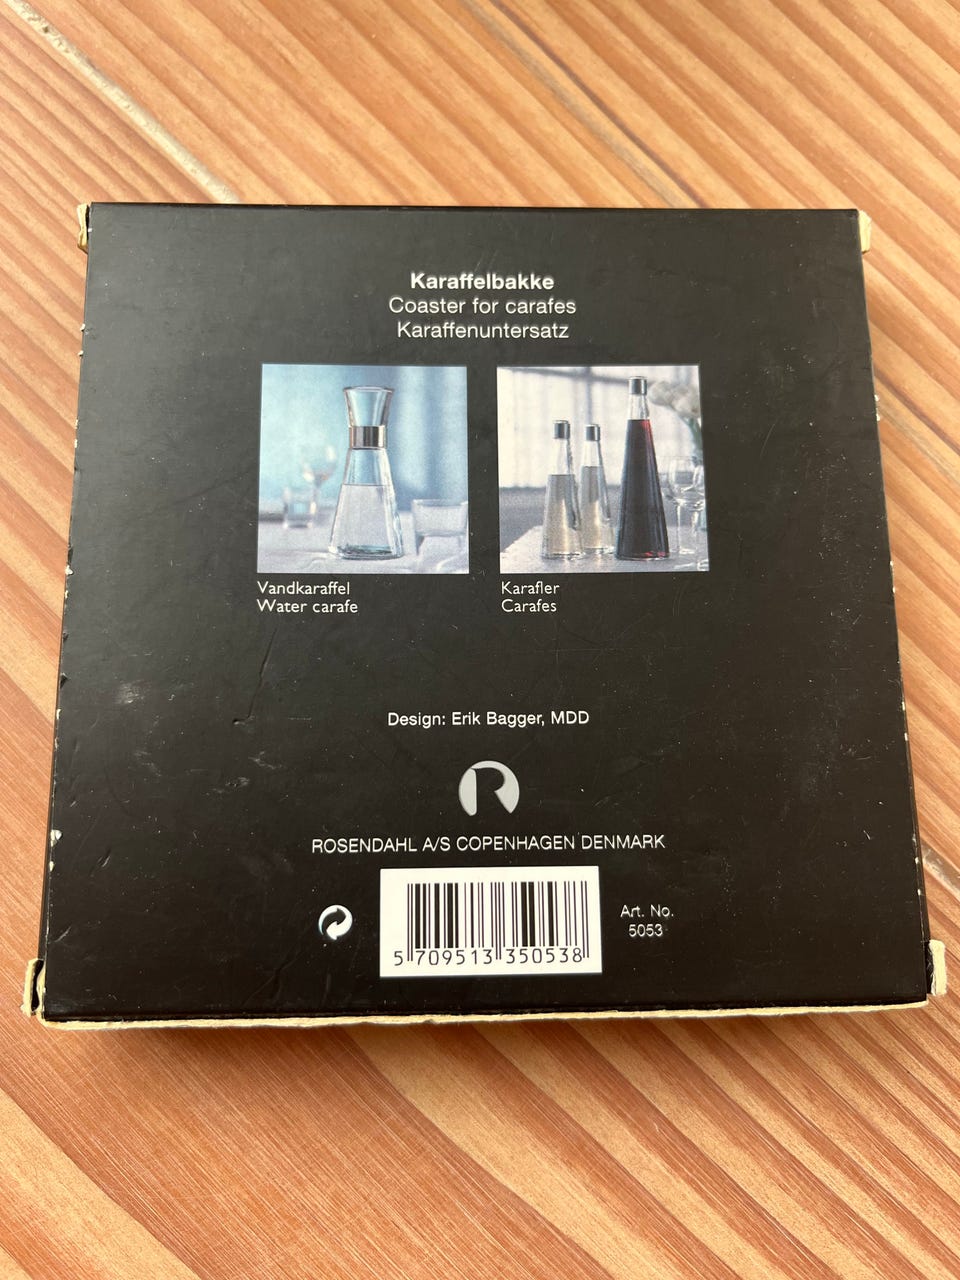 Karaffelbakke
Coaster for carafes
Karaffenuntersatz
Vandkaraffel
Water carafe
Karafler
Carafes
Design: Erik Bagger, MDD
R
ROSENDAHL A/S COPENHAGEN DENMARK
5 709513 350538
Art. No.
5053